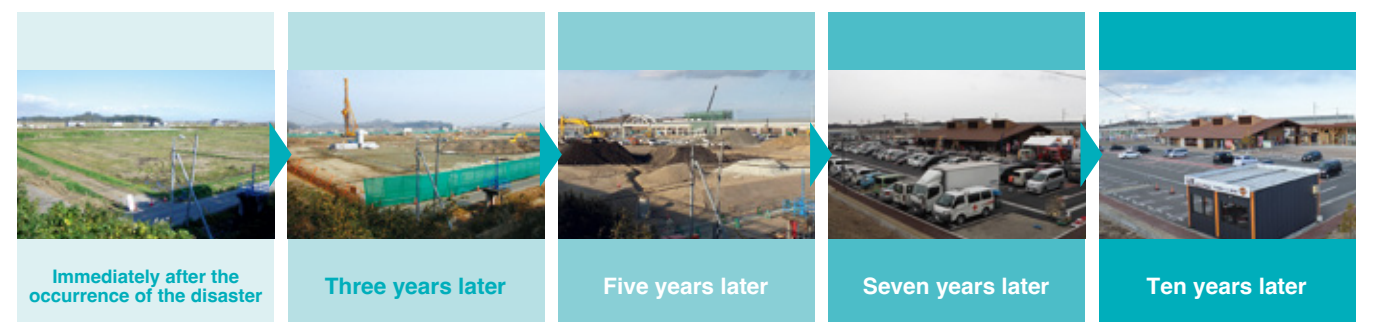 Immediately after the
occurrence of the disaster
Three years later
Five years later
Seven years later
Ten years later